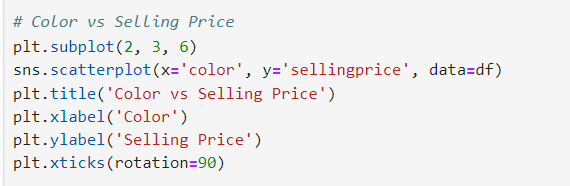 # Color vs Selling Price
plt.subplot(2, 3, 6)
sns.scatterplot(x='color', y='sellingprice', data=df)
plt.title('Color vs Selling Price')
plt.xlabel('Color')
plt.ylabel('Selling Price')
plt.xticks(rotation=90)